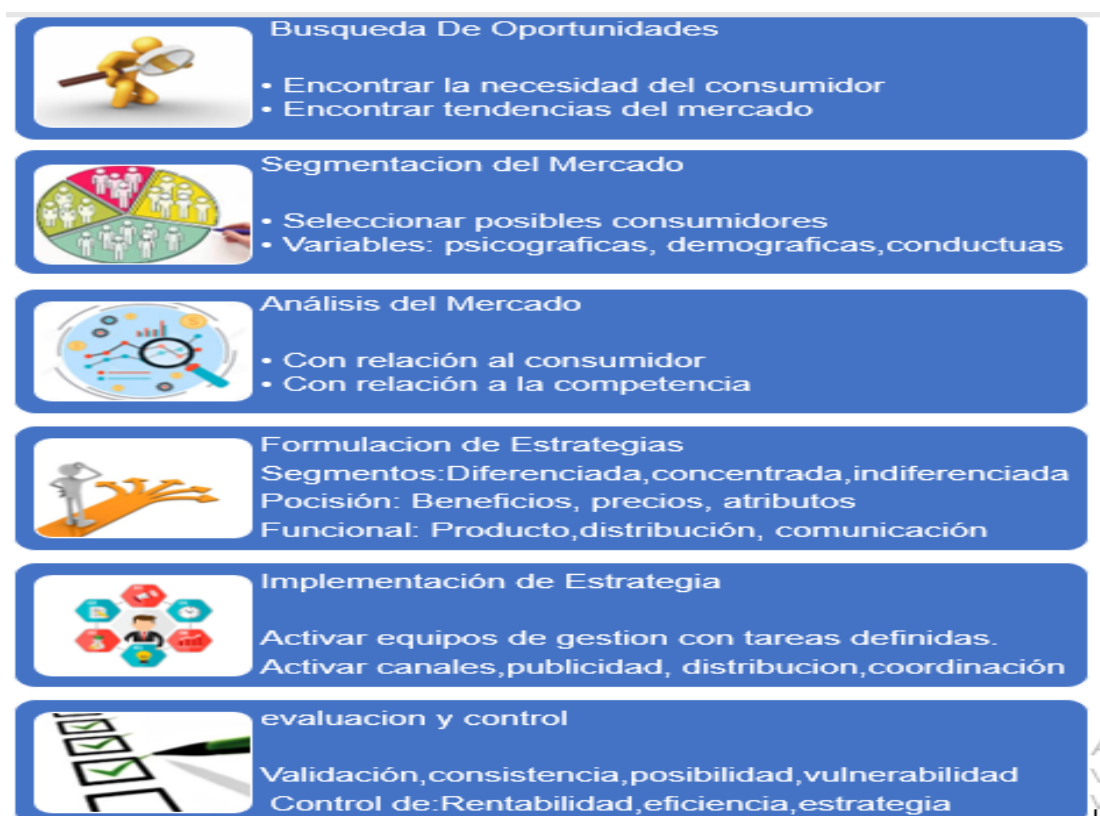 Busqueda De Oportunidades
• Encontrar la necesidad del consumidor
• Encontrar tendencias del mercado
Segmentacion del Mercado
• Seleccionar posibles consumidores
• Variables: psicograficas, demograficas,conductuas
Análisis del Mercado
• Con relación al consumidor
• Con relación a la competencia
Formulacion de Estrategias
Segmentos:Diferenciada,concentrada,indiferenciada
Pocisión: Beneficios, precios, atributos
Funcional: Producto,distribución, comunicación
Implementación de Estrategia
Activar equipos de gestion con tareas definidas.
Activar canales,publicidad, distribucion,coordinación
evaluacion y control
Validación,consistencia,posibilidad,vulnerabilidad
Control de:Rentabilidad,eficiencia,estrategia